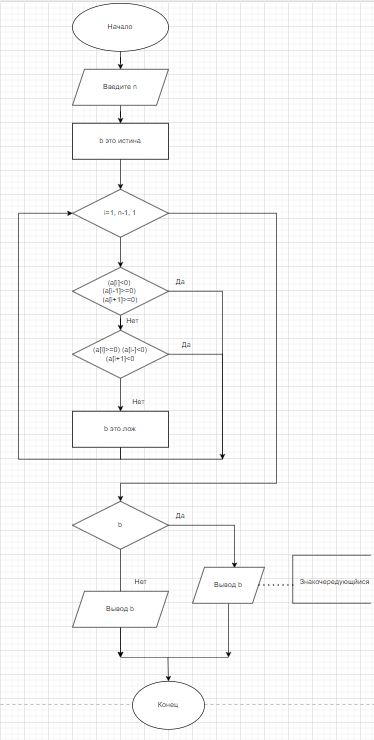 Начало
Введите n
b это истина
i=1, n-1, 1
(a[i]<0)
(a[i-1]>=0)
(a[i+1]>=0)
Да
Нет
(a[i]>=0) (a[i-]<0)
(a[i+1]<0
Да
Нет
b это лож
b
Да
Нет
Вывод b
Вывод b
Знакочередующйися
Конец